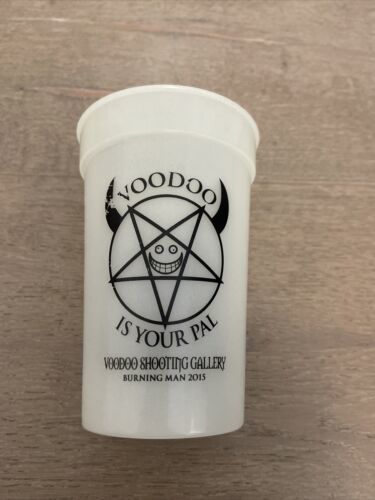 VOODOO
IS YOUR PAL
VOODOO SHOOTING GALLERY
BURNING MAN 2015